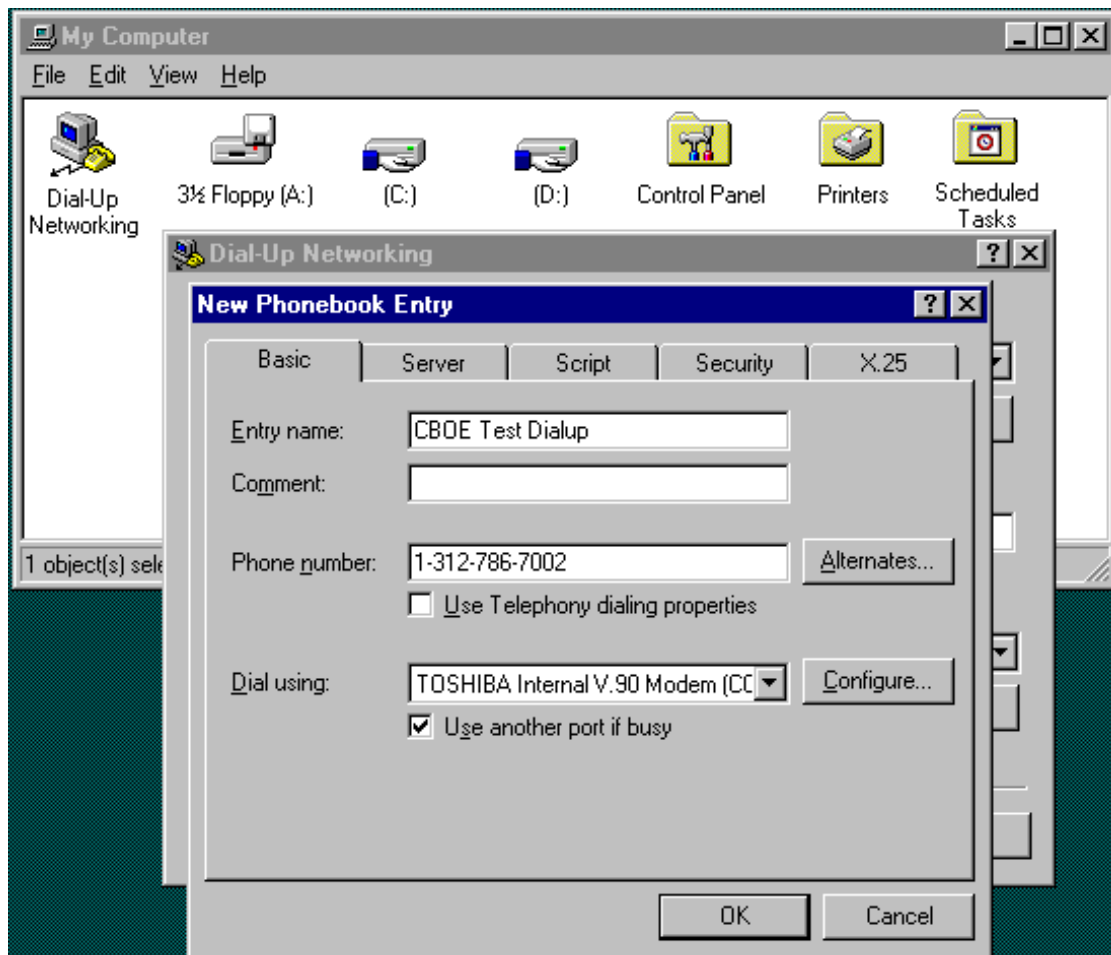 My Computer
File Edit View Help
Dial-Up Networking
3½ Floppy (A:)
(C:)
(D:)
Control Panel
Printers
Scheduled Tasks
Dial-Up Networking
New Phonebook Entry
Basic Server Script Security X.25
Entry name: CBOE Test Dialup
Comment:
Phone number: 1-312-786-7002 Alternates...
Use Telephony dialing properties
1 object(s) sele
Dial using: TOSHIBA Internal V.90 Modem (CO Configure...
Use another port if busy
OK Cancel